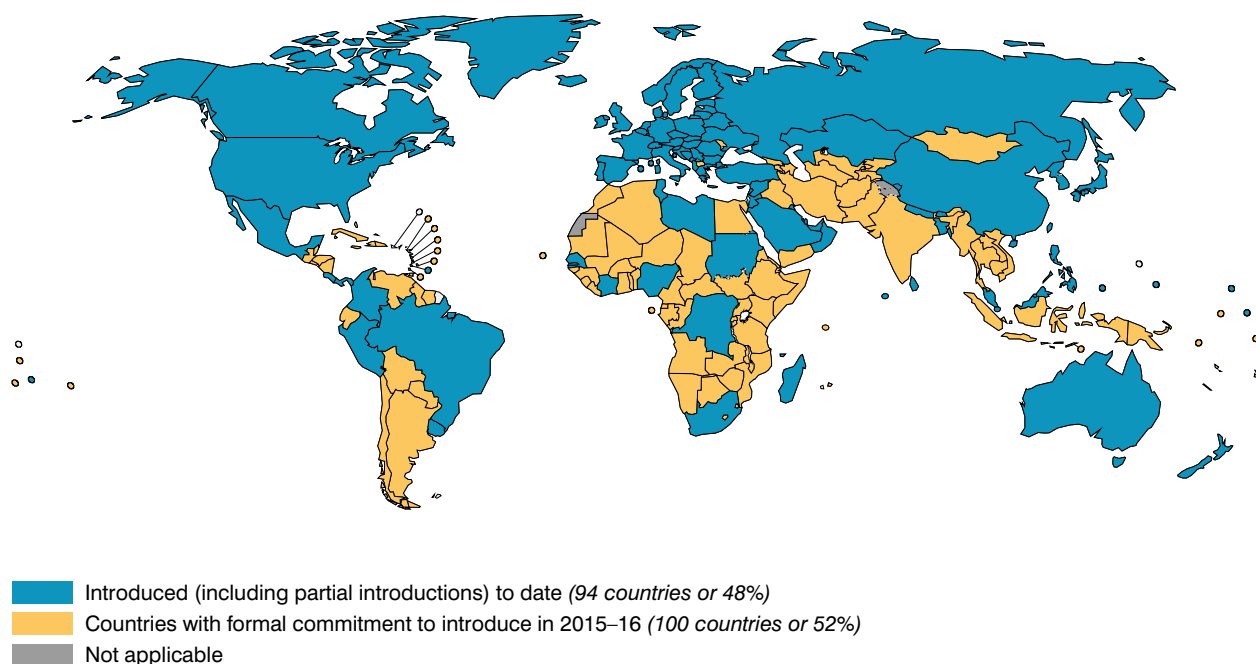 Introduced (including partial introductions) to date (94 countries or 48%)
Countries with formal commitment to introduce in 2015–16 (100 countries or 52%)
Not applicable